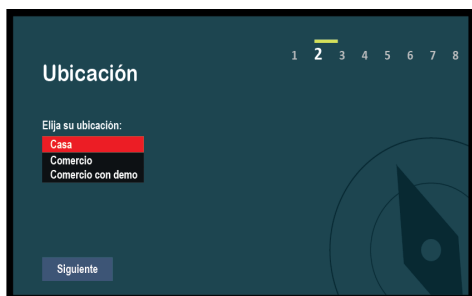 1 2 3 4 5 6 7 8
Ubicación
Elija su ubicación:
Casa
Comercio
Comercio con demo
Siguiente